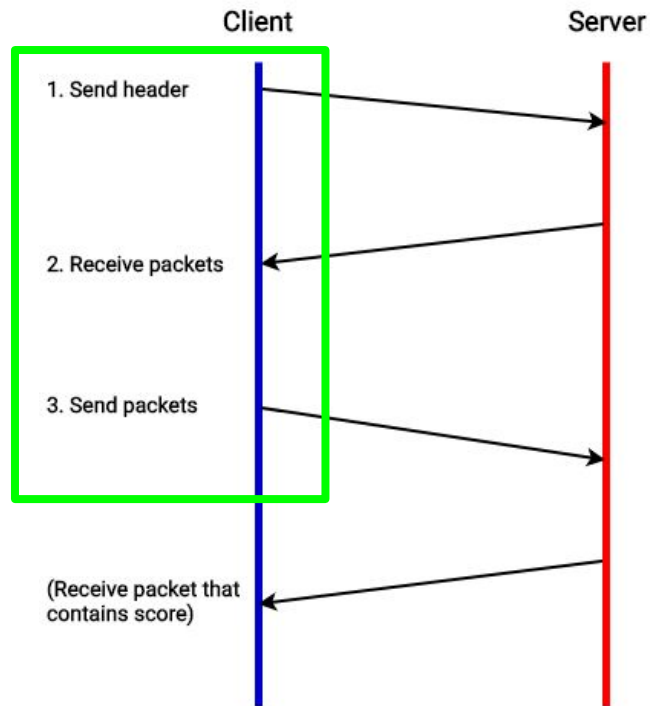 Client
Server
1. Send header
2. Receive packets
3. Send packets
(Receive packet that
contains score)